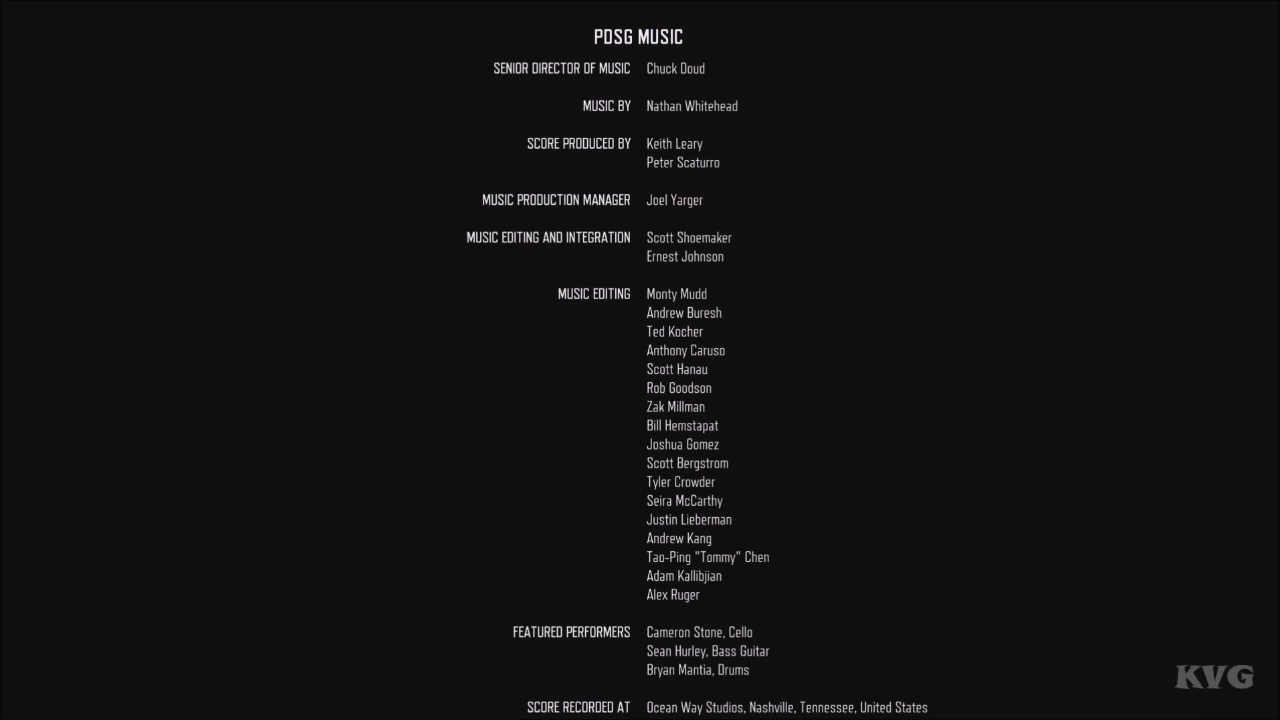 PDSG MUSIC
SENIOR DIRECTOR OF MUSIC Chuck Doud
MUSIC BY Nathan Whitehead
SCORE PRODUCED BY Keith Leary
Peter Scaturro
MUSIC PRODUCTION MANAGER Joel Yarger
MUSIC EDITING AND INTEGRATION Scott Shoemaker
Ernest Johnson
MUSIC EDITING Monty Mudd
Andrew Buresh
Ted Kocher
Anthony Caruso
Scott Hanau
Rob Goodson
Zak Millman
Bill Hemstapat
Joshua Gomez
Scott Bergstrom
Tyler Crowder
Seira McCarthy
Justin Lieberman
Andrew Kang
Tao-Ping "Tommy" Chen
Adam Kallibjian
Alex Ruger
FEATURED PERFORMERS Cameron Stone, Cello
Sean Hurley, Bass Guitar
Bryan Mantia, Drums
KVG
SCORE RECORDED AT Ocean Way Studios, Nashville, Tennessee, United States